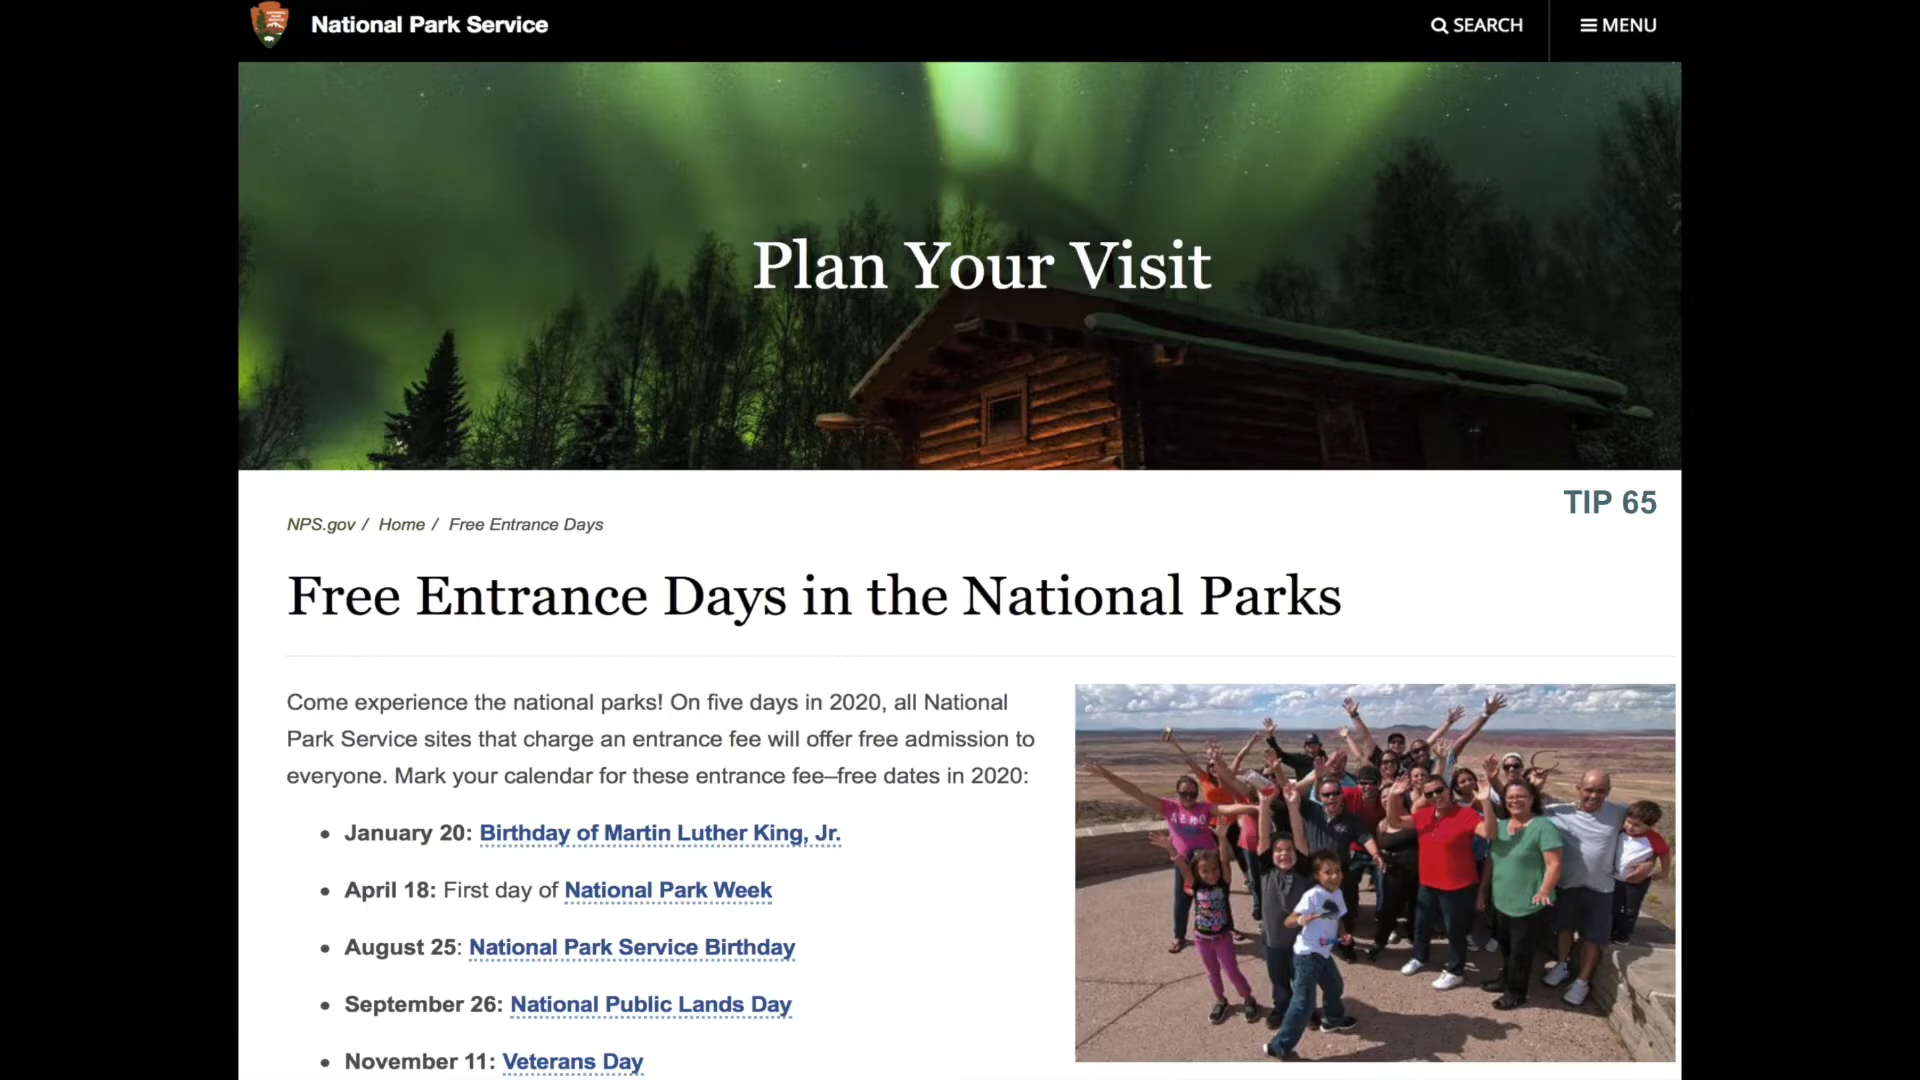 National Park Service
SEARCH
MENU
Plan Your Visit
TIP 65
NPS.gov / Home / Free Entrance Days
Free Entrance Days in the National Parks
Come experience the national parks! On five days in 2020, all National
Park Service sites that charge an entrance fee will offer free admission to
everyone. Mark your calendar for these entrance fee–free dates in 2020:
• January 20: Birthday of Martin Luther King, Jr.
• April 18: First day of National Park Week
• August 25: National Park Service Birthday
• September 26: National Public Lands Day
• November 11: Veterans Day
AERO